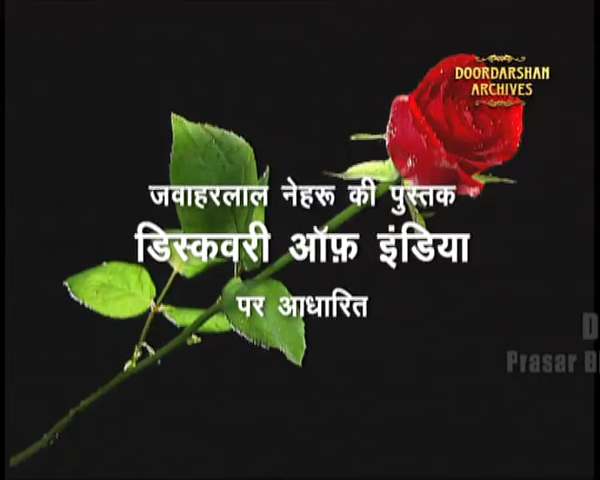 DOORDARSHAN
ARCHIVES
जवाहरलाल नेहरू की पुस्तक
डिस्कवरी ऑफ़ इंडिया
पर आधारित
Prasar